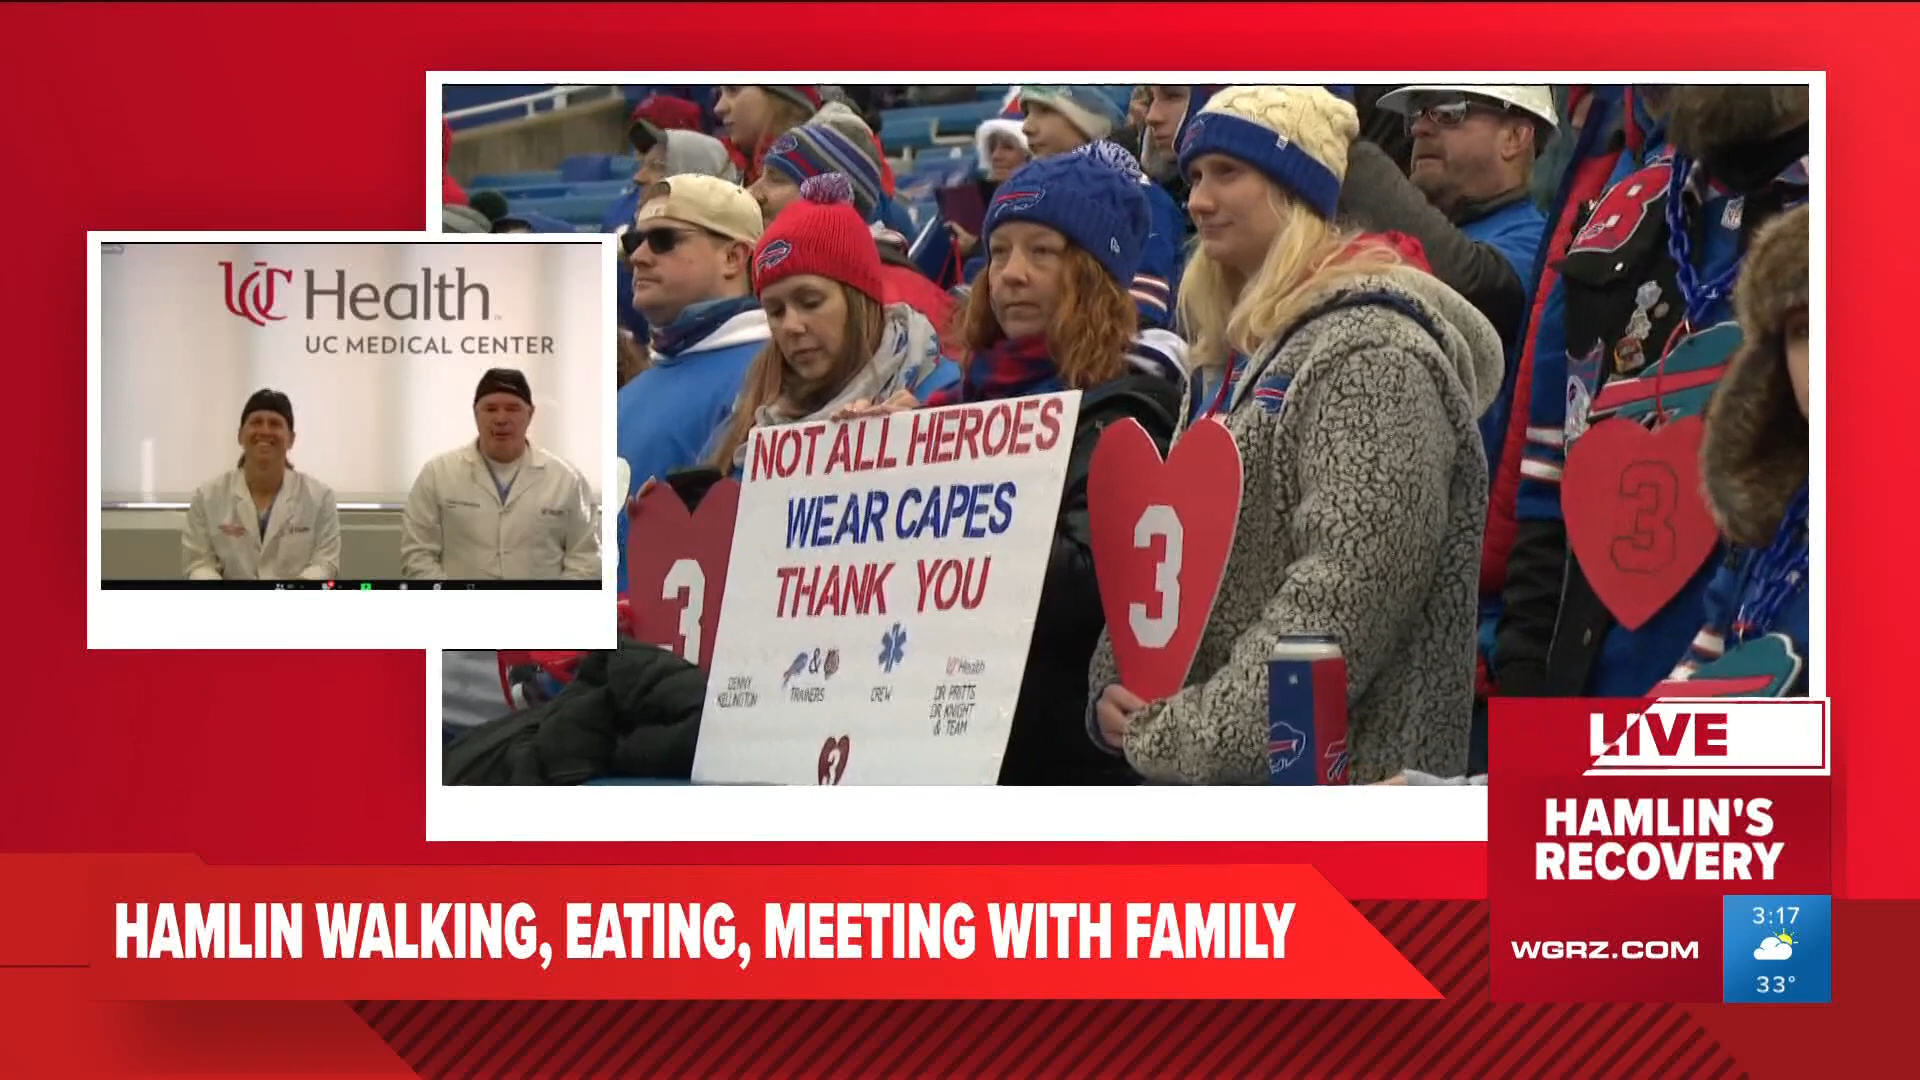 UC Health
UC MEDICAL CENTER
NOT ALL HEROES
WEAR CAPES
THANK YOU
&
DENNY
KELLINGTON
TRAINERS
CREW
UC Health
DR PRITTS
DR KNIGHT
& TEAM
3
3
3
3
LIVE
HAMLIN'S
RECOVERY
HAMLIN WALKING, EATING, MEETING WITH FAMILY
WGRZ.COM
3:17
33°